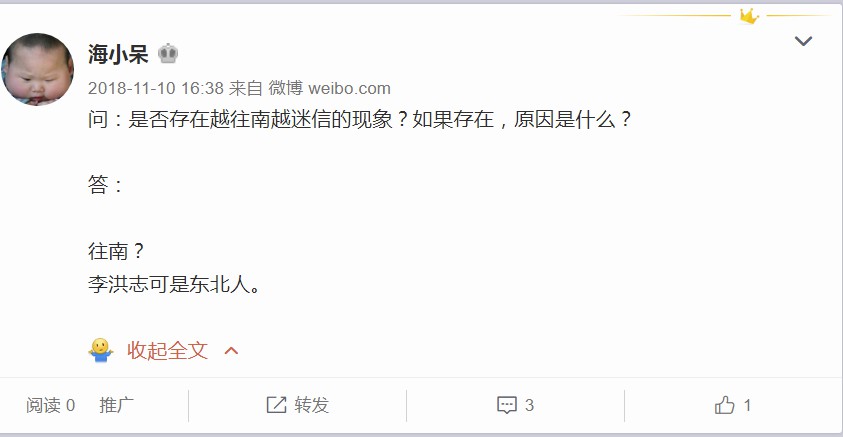 海小呆
2018-11-10 16:38 来自 微博 weibo.com
问：是否存在越往南越迷信的现象？如果存在，原因是什么？
答：
往南？
李洪志可是东北人。
收起全文
阅读 0 推广 转发 3 1